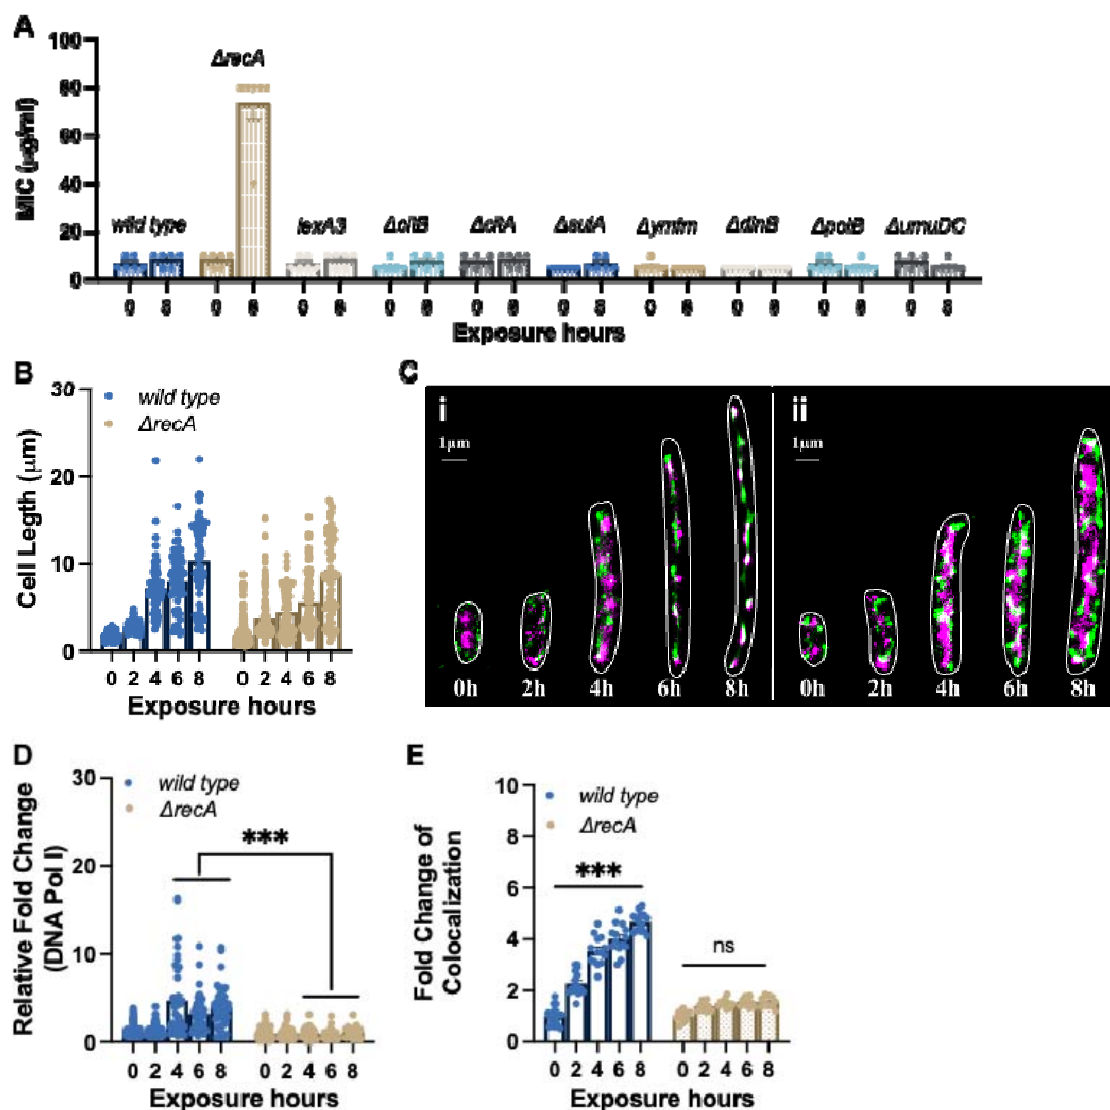 A
100
80
60
40
20
0
MIC (µg/ml)
wild type
ΔrecA
lexA3
ΔdinB
ΔpolB
ΔumuDC
0 8 0 8 0 8 0 8 0 8 0 8 0 8 0 8 0 8 0 8
Exposure hours
B
30
20
10
0
Cell Legth (µm)
wild type
ΔrecA
0 2 4 6 8 0 2 4 6 8
Exposure hours
C
i
1µm
0h 2h 4h 6h 8h
ii
1µm
0h 2h 4h 6h 8h
D
30
20
10
0
Relative Fold Change
(DNA Pol I)
wild type
ΔrecA
***
0 2 4 6 8 0 2 4 6 8
Exposure hours
E
10
8
6
4
2
0
Fold Change of
Colocalization
wild type
ΔrecA
***
ns
0 2 4 6 8 0 2 4 6 8
Exposure hours